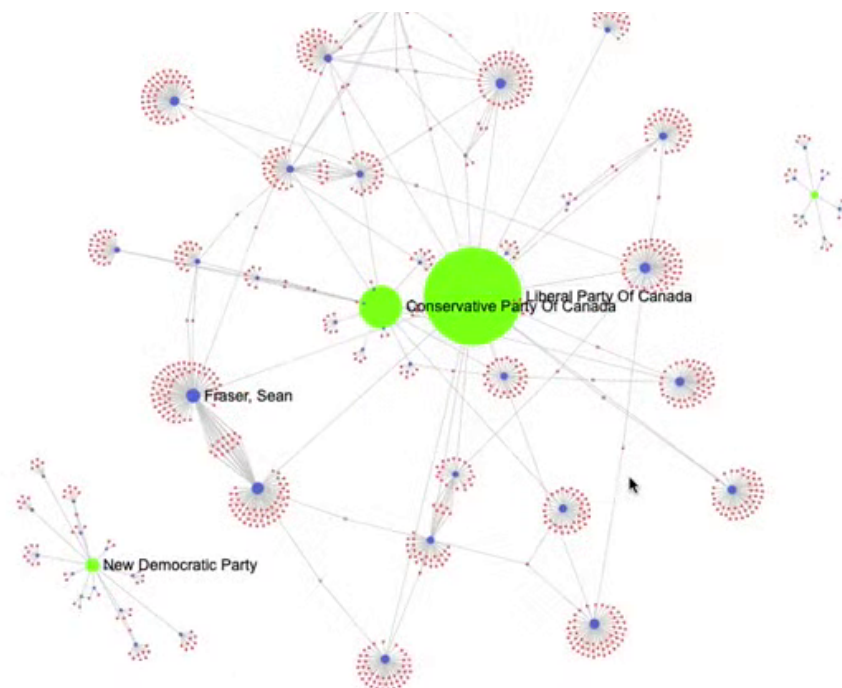 Liberal Party Of Canada
Conservative Party Of Canada
Fraser, Sean
New Democratic Party